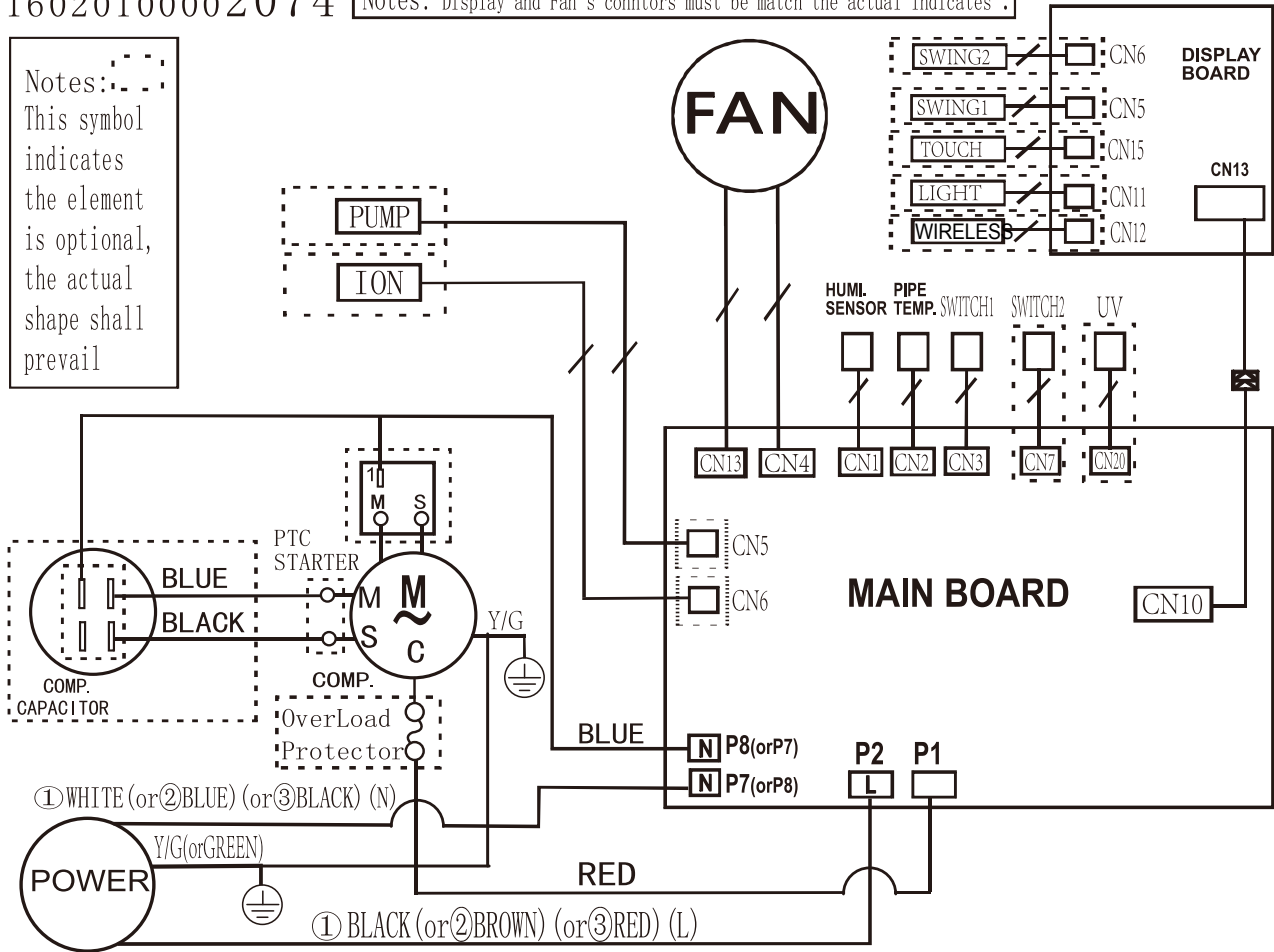 16020100002074
Notes: Display and Fan's conntors must be match the actual indicates .
Notes:
This symbol
indicates
the element
is optional,
the actual
shape shall
prevail
FAN
SWING2
CN6
DISPLAY
BOARD
SWING1
CN5
TOUCH
CN15
LIGHT
CN11
WIRELESS
CN12
CN13
PUMP
ION
HUMI.
SENSOR
PIPE
TEMP.
SWITCH1
SWITCH2
UV
CN13
CN4
CN1
CN2
CN3
CN7
CN20
1
M
S
PTC
STARTER
BLUE
BLACK
M
S
M
~
C
Y/G
COMP.
COMP.
CAPACITOR
OverLoad
Protector
CN5
CN6
MAIN BOARD
CN10
BLUE
N
P8(orP7)
N
P7(orP8)
P2
L
P1
①WHITE(or②BLUE)(or③BLACK)(N)
Y/G(orGREEN)
POWER
RED
①BLACK(or②BROWN)(or③RED)(L)